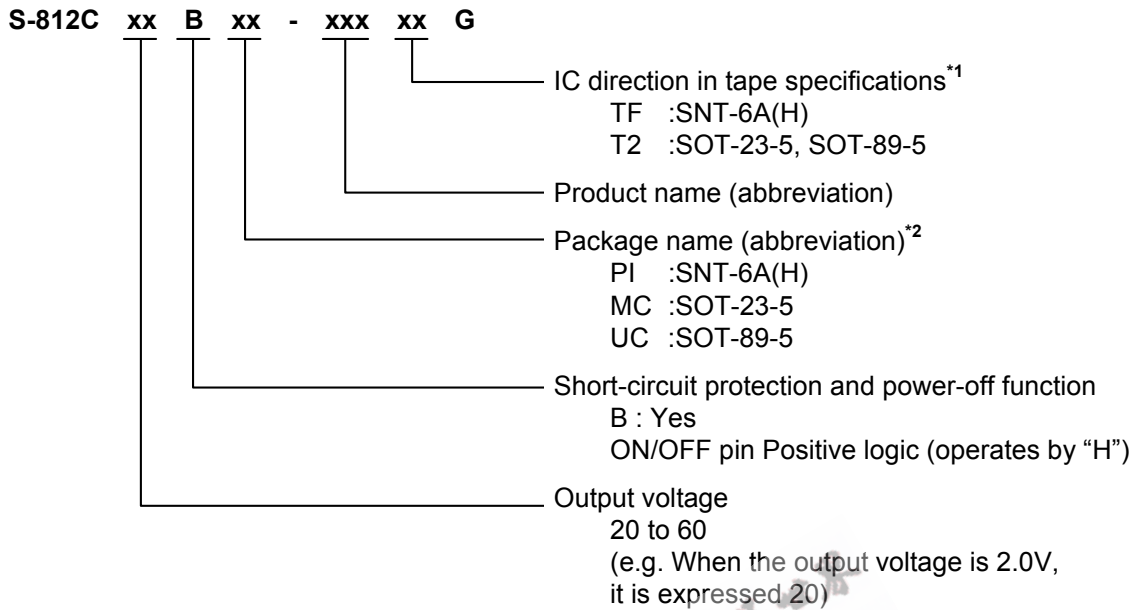 S-812C xx B xx - xxx xx G
IC direction in tape specifications*1
TF :SNT-6A(H)
T2 :SOT-23-5, SOT-89-5
Product name (abbreviation)
Package name (abbreviation)*2
PI :SNT-6A(H)
MC :SOT-23-5
UC :SOT-89-5
Short-circuit protection and power-off function
B : Yes
ON/OFF pin Positive logic (operates by “H”)
Output voltage
20 to 60
(e.g. When the output voltage is 2.0V,
it is expressed 20)